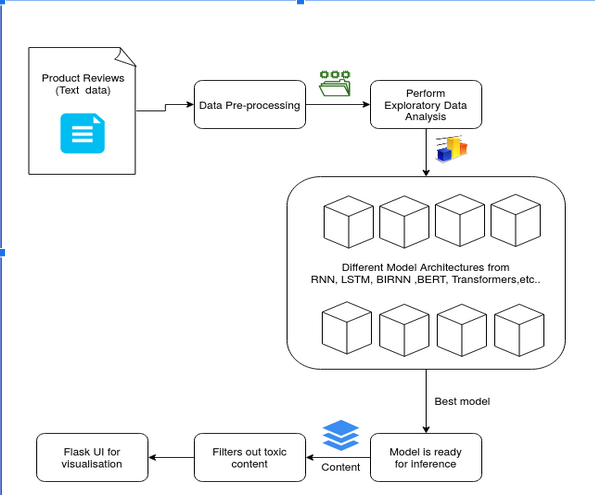 Product Reviews
(Text  data)
Data Pre-processing
Perform
Exploratory Data
Analysis
Different Model Architectures from
RNN, LSTM, BIRNN ,BERT, Transformers,etc..
Best model
Model is ready
for inference
Content
Filters out toxic
content
Flask UI for
visualisation